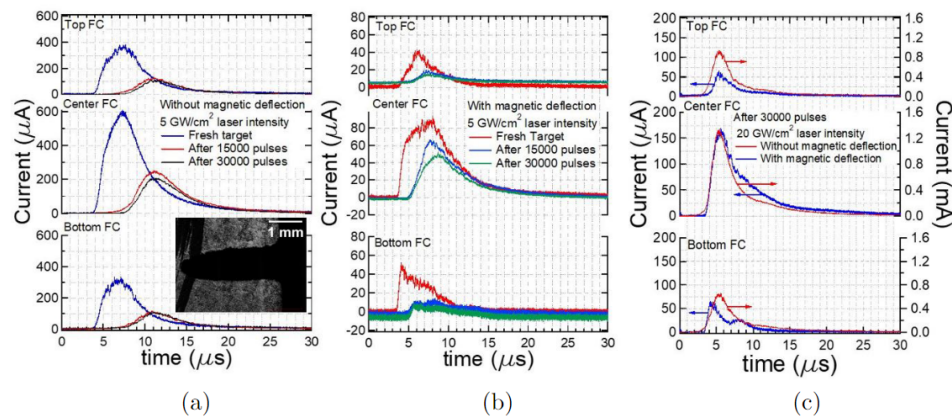 Top FC
600
400
200
0
Center FC
Without magnetic deflection
5 GW/cm² laser intensity
Fresh target
After 15000 pulses
After 30000 pulses
600
400
200
0
Bottom FC
1 mm
600
400
200
0
Current (μA)
0 5 10 15 20 25 30
time (μs)
(a)
Top FC
80
60
40
20
0
Center FC
With magnetic deflection
5 GW/cm² laser intensity
Fresh Target
After 15000 pulses
After 30000 pulses
80
60
40
20
0
-20
Bottom FC
80
60
40
20
0
-20
Current (μA)
0 5 10 15 20 25 30
time (μs)
(b)
Top FC
200
150
100
50
0
1.6
1.2
0.8
0.4
0.0
Center FC
After 30000 pulses
20 GW/cm² laser intensity
Without magnetic deflection
With magnetic deflection
200
150
100
50
0
1.6
1.2
0.8
0.4
0.0
Bottom FC
200
150
100
50
0
1.6
1.2
0.8
0.4
0.0
Current (μA)
Current (mA)
0 5 10 15 20 25 30
time (μs)
(c)